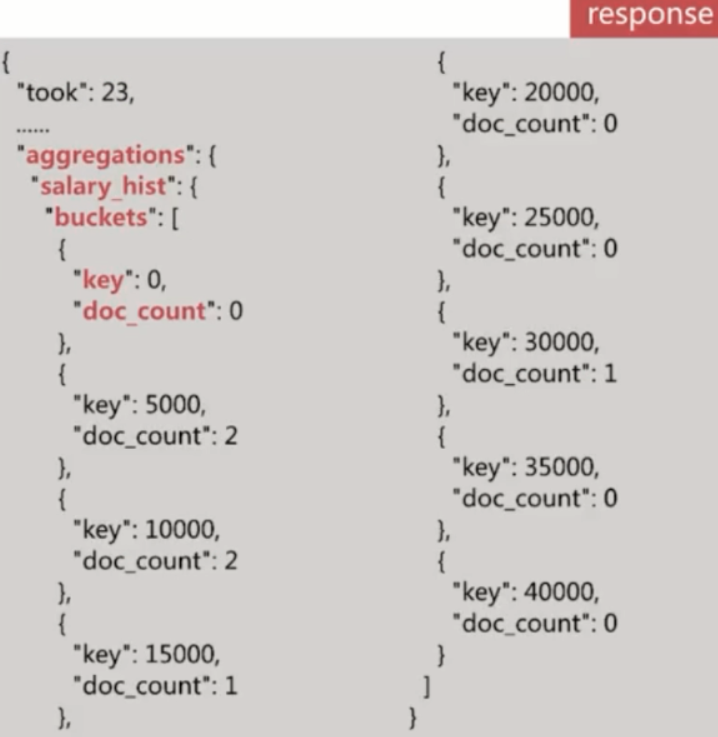 response
{
"took": 23,
......
"aggregations": {
"salary_hist": {
"buckets": [
{
"key": 0,
"doc_count": 0
},
{
"key": 5000,
"doc_count": 2
},
{
"key": 10000,
"doc_count": 2
},
{
"key": 15000,
"doc_count": 1
},
{
"key": 20000,
"doc_count": 0
},
{
"key": 25000,
"doc_count": 0
},
{
"key": 30000,
"doc_count": 1
},
{
"key": 35000,
"doc_count": 0
},
{
"key": 40000,
"doc_count": 0
}
]
}